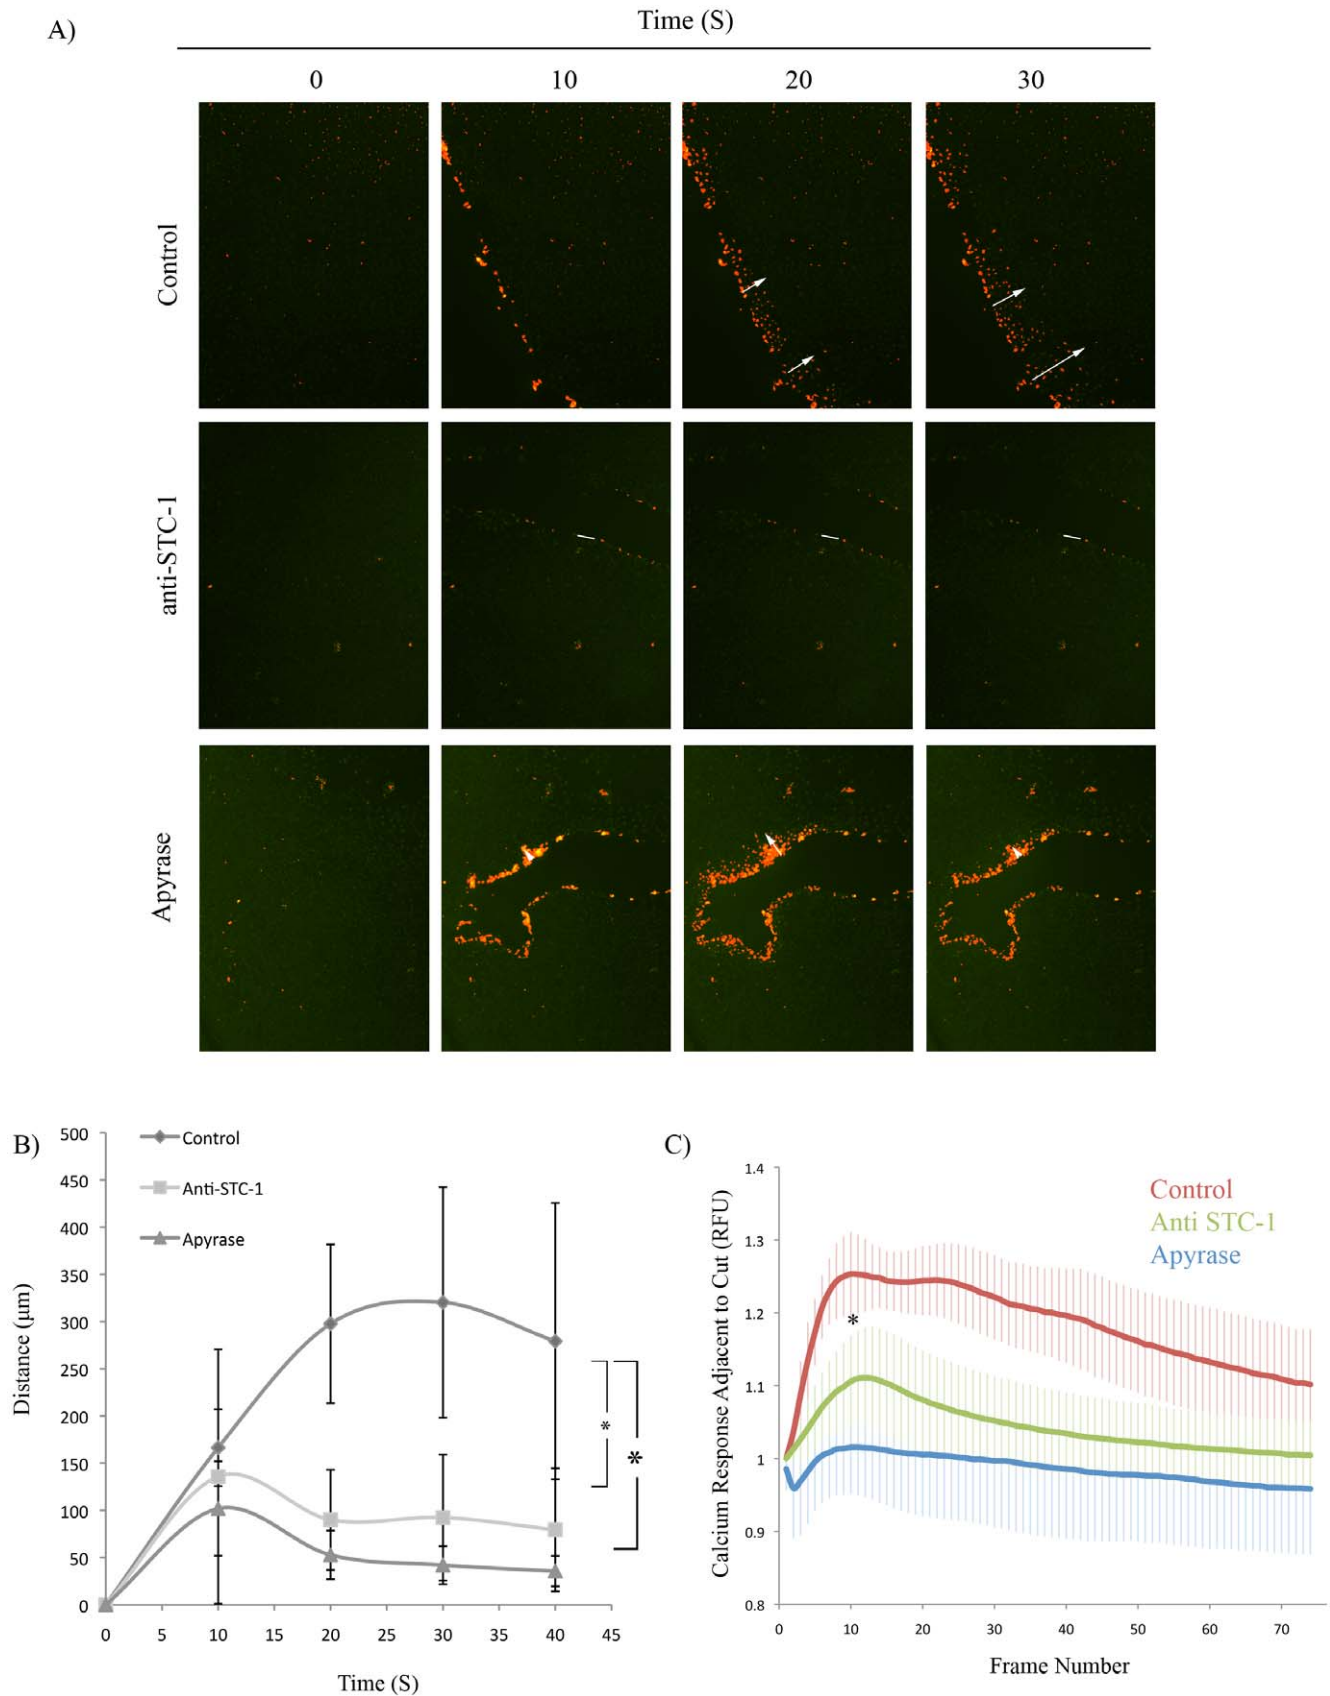 A)
Time (S)
0 10 20 30
Control
anti-STC-1
Apyrase
B)
500
450
400
350
300
250
200
150
100
50
0
Distance (µm)
Control
Anti-STC-1
Apyrase
*
*
0 5 10 15 20 25 30 35 40 45
Time (S)
C)
1.4
1.3
1.2
1.1
1
0.9
0.8
Calcium Response Adjacent to Cut (RFU)
Control
Anti STC-1
Apyrase
*
0 10 20 30 40 50 60 70
Frame Number